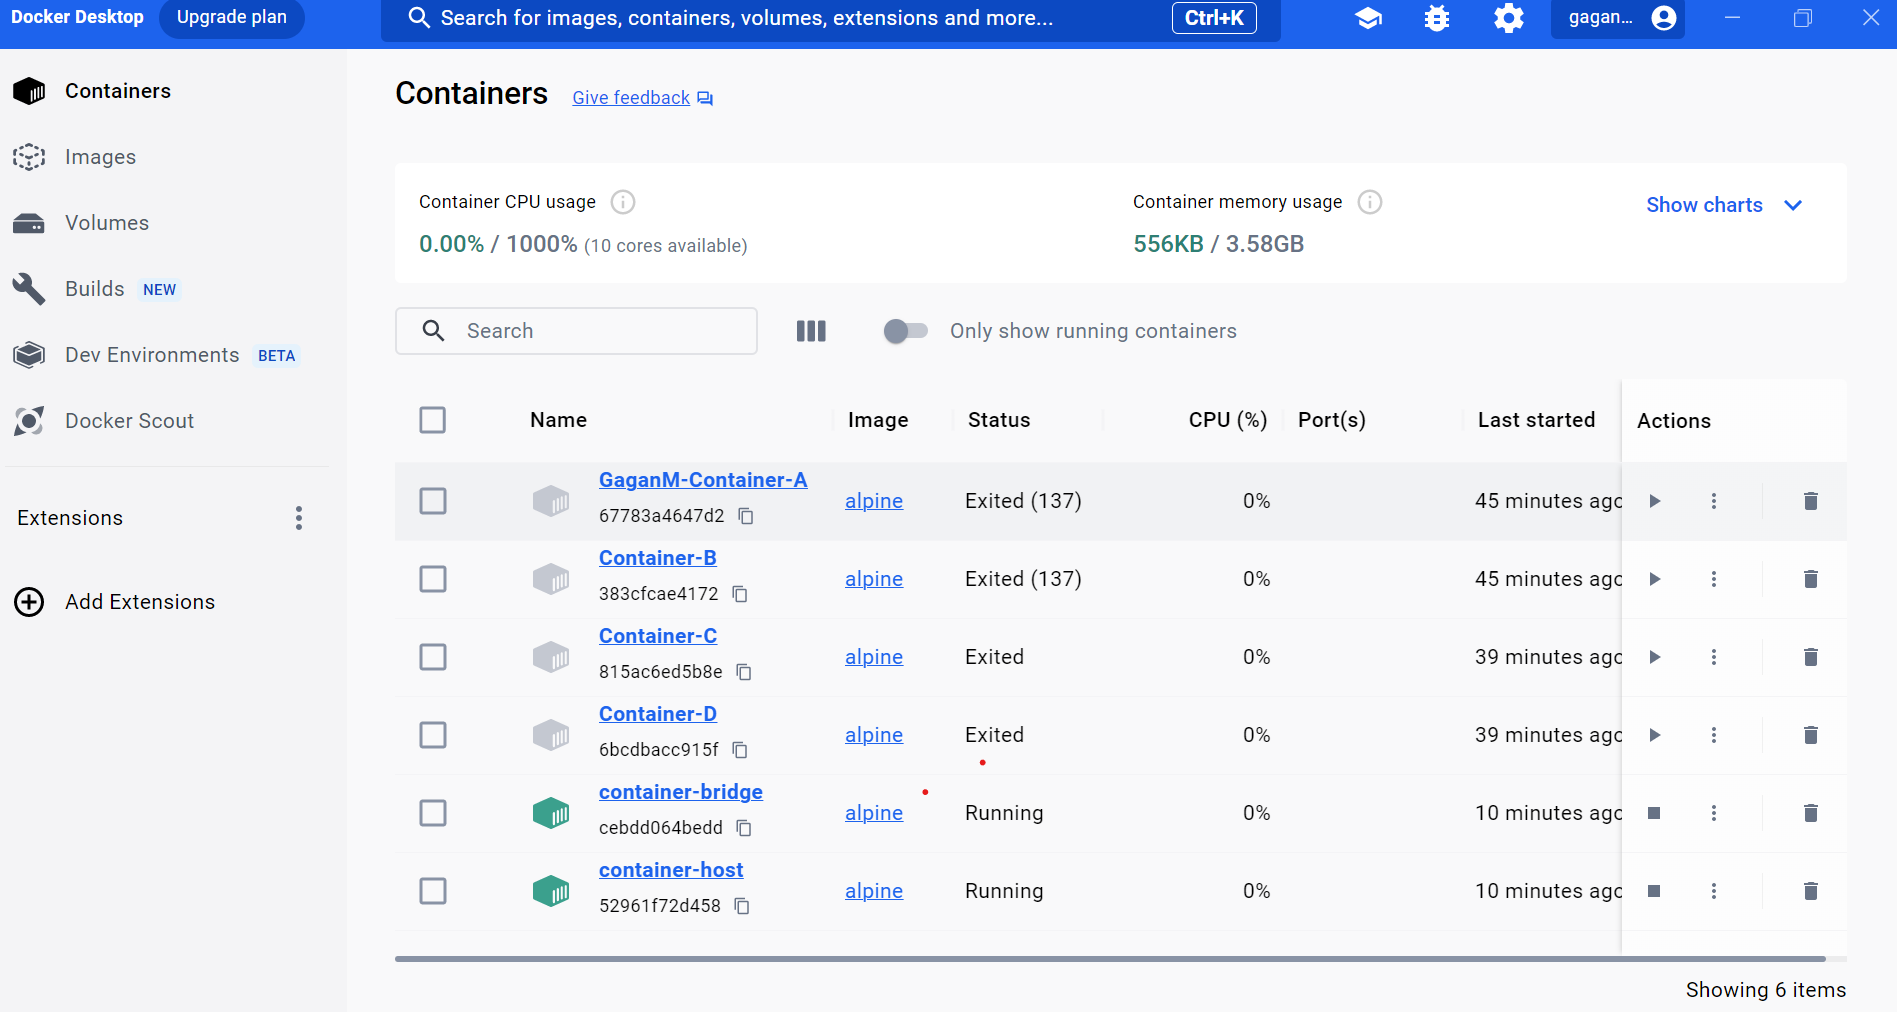 Docker Desktop Upgrade plan Search for images, containers, volumes, extensions and more... Ctrl+K gagan...
Containers
Images
Volumes
Builds NEW
Dev Environments BETA
Docker Scout
Extensions
Add Extensions
Containers Give feedback
Container CPU usage
0.00% / 1000% (10 cores available)
Container memory usage
556KB / 3.58GB
Show charts
Search Only show running containers
Name Image Status CPU (%) Port(s) Last started Actions
GaganM-Container-A
67783a4647d2
alpine Exited (137) 0% 45 minutes ago
Container-B
383cfcae4172
alpine Exited (137) 0% 45 minutes ago
Container-C
815ac6ed5b8e
alpine Exited 0% 39 minutes ago
Container-D
6bcdbacc915f
alpine Exited 0% 39 minutes ago
container-bridge
cebdd064bedd
alpine Running 0% 10 minutes ago
container-host
52961f72d458
alpine Running 0% 10 minutes ago
Showing 6 items